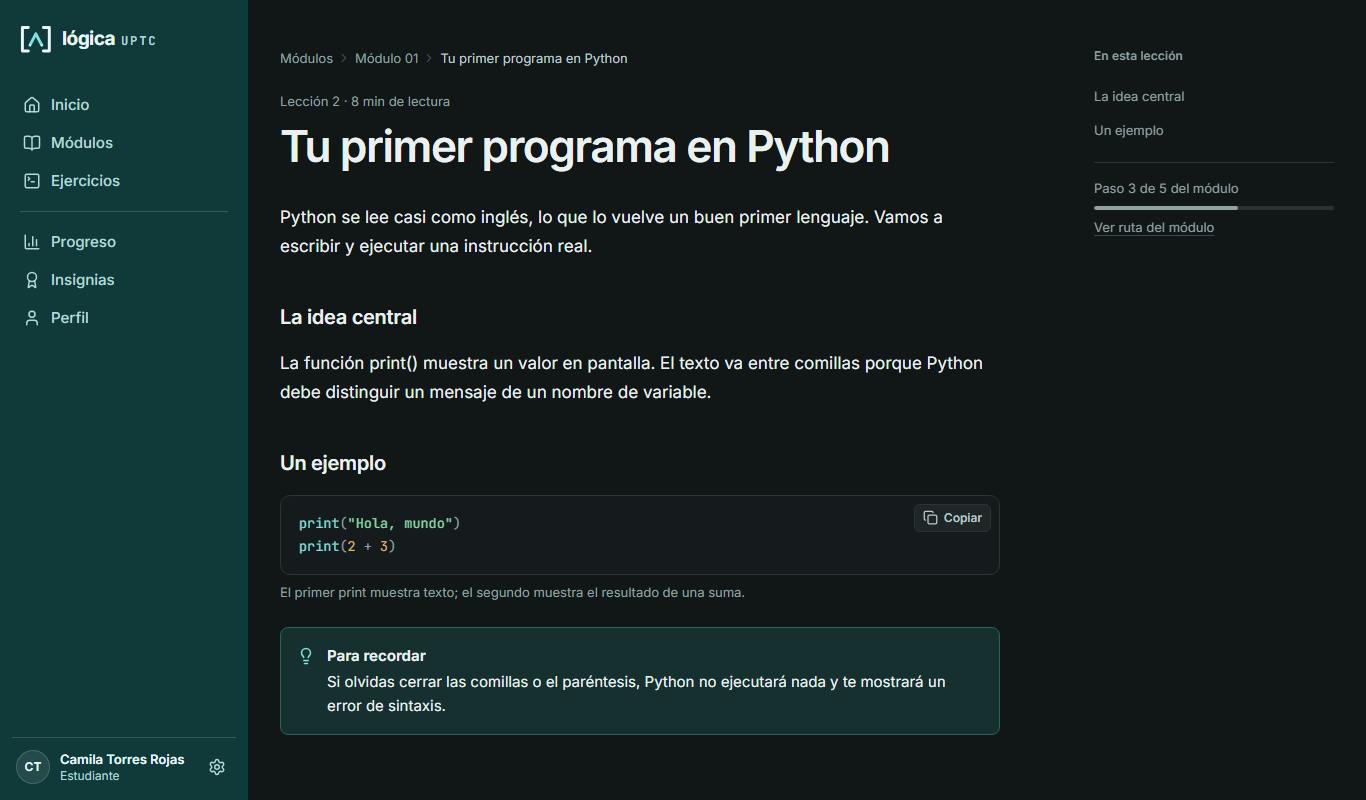 lógica UPTC
Inicio
Módulos
Ejercicios
Progreso
Insignias
Perfil
CT
Camila Torres Rojas
Estudiante
Módulos > Módulo 01 > Tu primer programa en Python
Lección 2 · 8 min de lectura
Tu primer programa en Python
Python se lee casi como inglés, lo que lo vuelve un buen primer lenguaje. Vamos a
escribir y ejecutar una instrucción real.
La idea central
La función print() muestra un valor en pantalla. El texto va entre comillas porque Python
debe distinguir un mensaje de un nombre de variable.
Un ejemplo
Copiar
print("Hola, mundo")
print(2 + 3)
El primer print muestra texto; el segundo muestra el resultado de una suma.
Para recordar
Si olvidas cerrar las comillas o el paréntesis, Python no ejecutará nada y te mostrará un
error de sintaxis.
En esta lección
La idea central
Un ejemplo
Paso 3 de 5 del módulo
Ver ruta del módulo